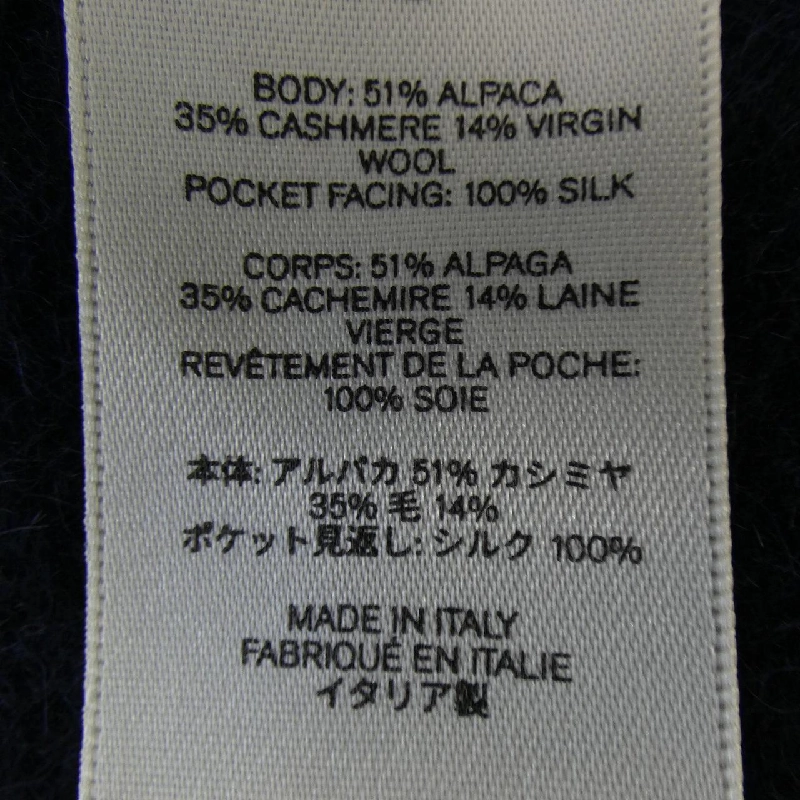 BODY: 51% ALPACA
35% CASHMERE 14% VIRGIN
WOOL
POCKET FACING: 100% SILK
CORPS: 51% ALPAGA
35% CACHEMIRE 14% LAINE
VIERGE
REVÊTEMENT DE LA POCHE:
100% SOIE
本体: アルパカ 51% カシミヤ
35% 毛 14%
ポケット見返し: シルク 100%
MADE IN ITALY
FABRIQUÉ EN ITALIE
イタリア製